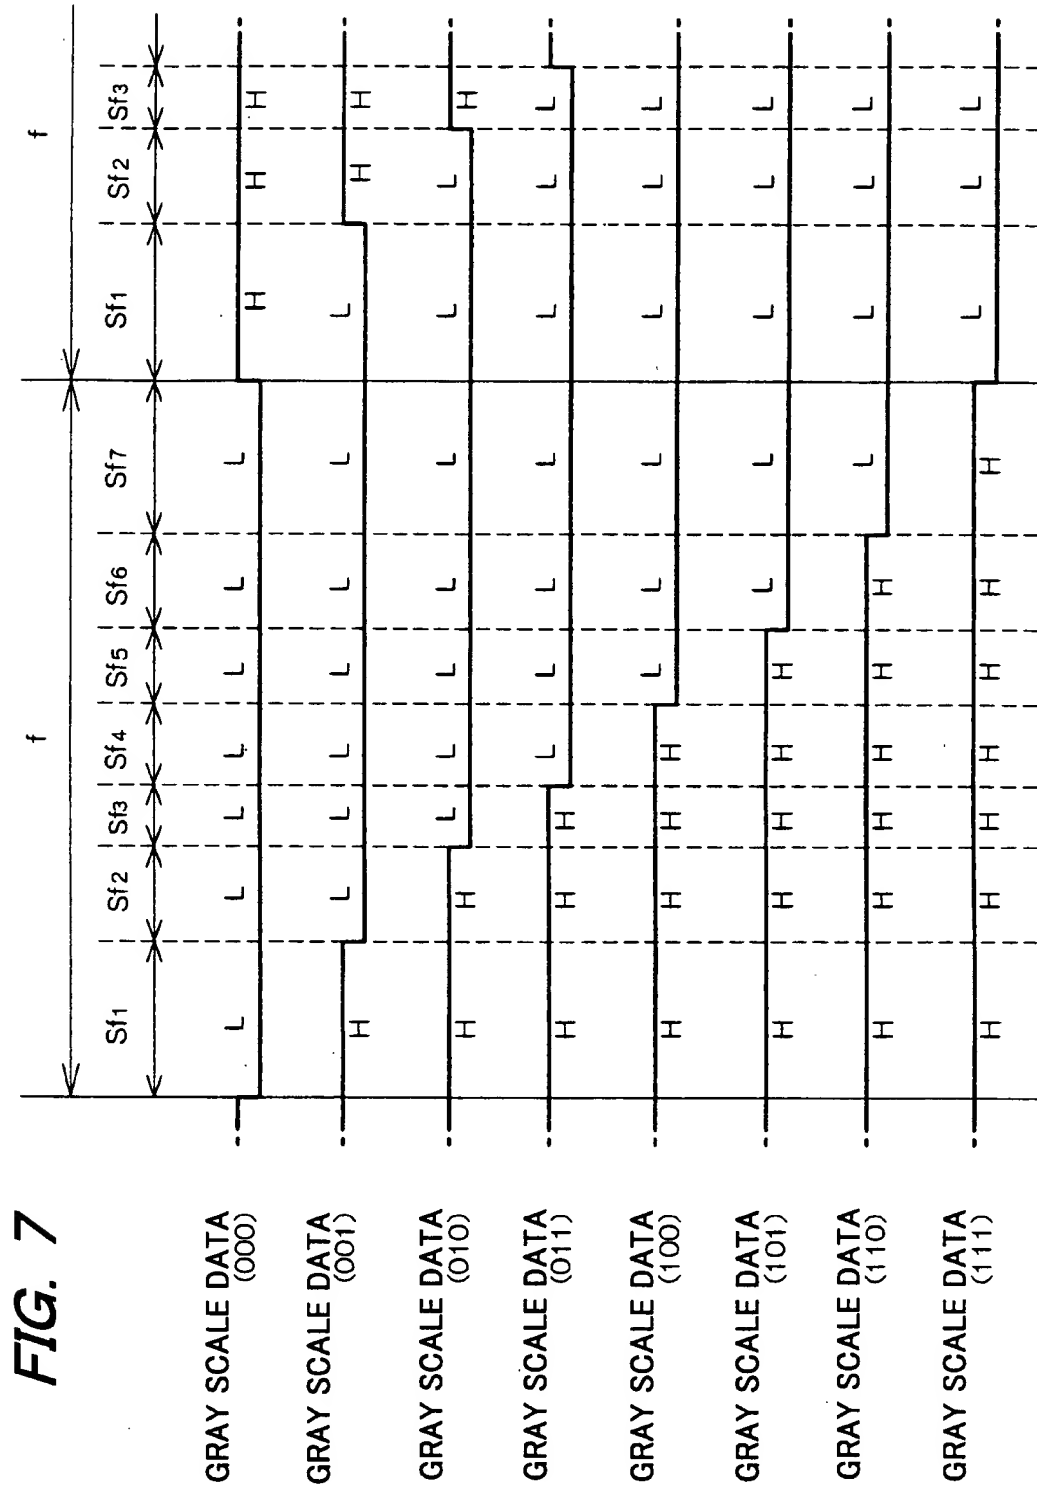 FIG. 7
f f
Sf1 Sf2 Sf3 Sf4 Sf5 Sf6 Sf7 Sf1 Sf2 Sf3
GRAY SCALE DATA L L L L L L L H H H
(000)
GRAY SCALE DATA H L L L L L L L H H
(001)
GRAY SCALE DATA H H L L L L L L L H
(010)
GRAY SCALE DATA H H H L L L L L L L
(011)
GRAY SCALE DATA H H H H L L L L L L
(100)
GRAY SCALE DATA H H H H H L L L L L
(101)
GRAY SCALE DATA H H H H H H L L L L
(110)
GRAY SCALE DATA H H H H H H H L L L
(111)